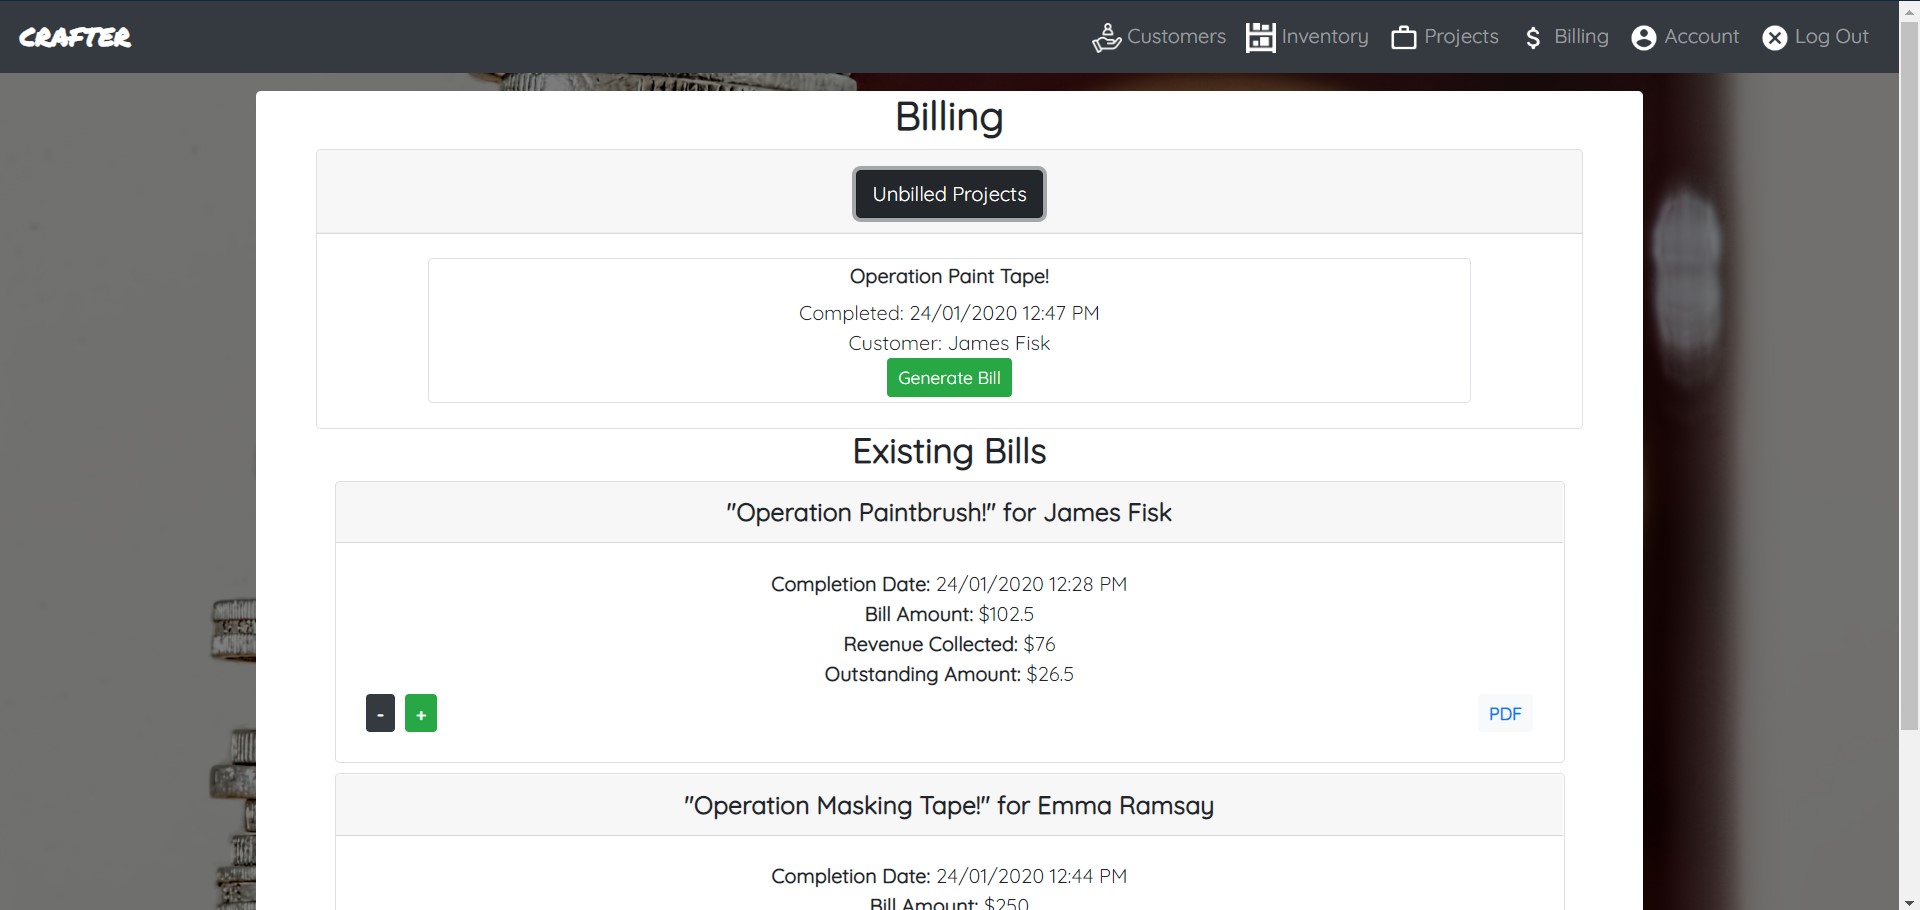 CRAFTER
Customers
Inventory
Projects
Billing
Account
Log Out
Billing
Unbilled Projects
Operation Paint Tape!
Completed: 24/01/2020 12:47 PM
Customer: James Fisk
Generate Bill
Existing Bills
"Operation Paintbrush!" for James Fisk
Completion Date: 24/01/2020 12:28 PM
Bill Amount: $102.5
Revenue Collected: $76
Outstanding Amount: $26.5
- +
PDF
"Operation Masking Tape!" for Emma Ramsay
Completion Date: 24/01/2020 12:44 PM
Bill Amount: $250